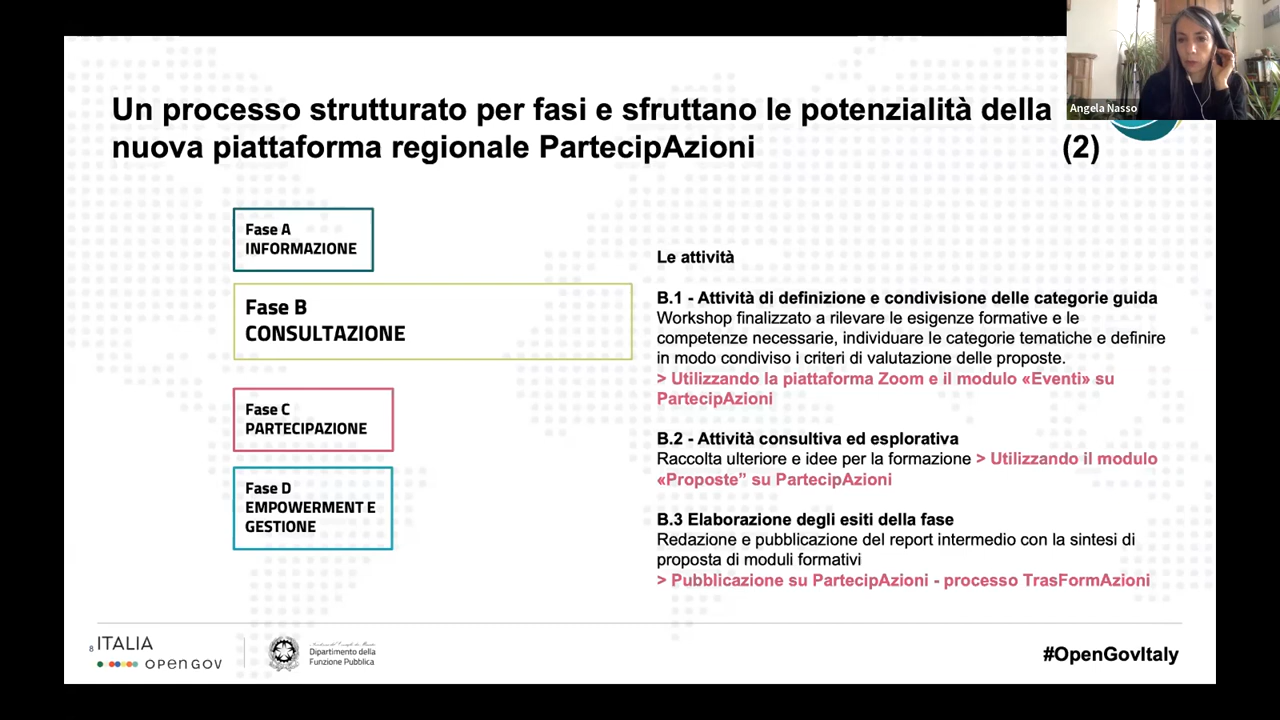 Angela Nasso
Un processo strutturato per fasi e sfruttano le potenzialità della
nuova piattaforma regionale PartecipAzioni (2)
Fase A
INFORMAZIONE
Fase B
CONSULTAZIONE
Fase C
PARTECIPAZIONE
Fase D
EMPOWERMENT E
GESTIONE
Le attività
B.1 - Attività di definizione e condivisione delle categorie guida
Workshop finalizzato a rilevare le esigenze formative e le
competenze necessarie, individuare le categorie tematiche e definire
in modo condiviso i criteri di valutazione delle proposte.
> Utilizzando la piattaforma Zoom e il modulo «Eventi» su
PartecipAzioni
B.2 - Attività consultiva ed esplorativa
Raccolta ulteriore e idee per la formazione > Utilizzando il modulo
«Proposte” su PartecipAzioni
B.3 Elaborazione degli esiti della fase
Redazione e pubblicazione del report intermedio con la sintesi di
proposta di moduli formativi
> Pubblicazione su PartecipAzioni - processo TrasFormAzioni
8
ITALIA
OPEN GOV
Dipartimento della
Funzione Pubblica
#OpenGovItaly